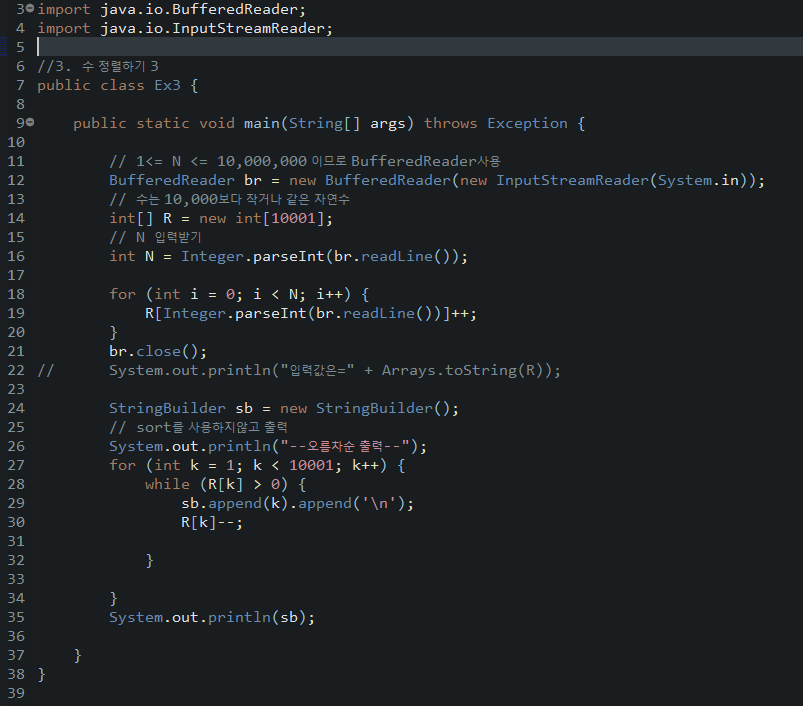 3 import java.io.BufferedReader;
4 import java.io.InputStreamReader;
5
6 //3. 수 정렬하기 3
7 public class Ex3 {
8
9     public static void main(String[] args) throws Exception {
10
11         // 1<= N <= 10,000,000 이므로 BufferedReader사용
12         BufferedReader br = new BufferedReader(new InputStreamReader(System.in));
13         // 수는 10,000보다 작거나 같은 자연수
14         int[] R = new int[10001];
15         // N 입력받기
16         int N = Integer.parseInt(br.readLine());
17
18         for (int i = 0; i < N; i++) {
19             R[Integer.parseInt(br.readLine())]++;
20         }
21         br.close();
22 //      System.out.println("입력값은=" + Arrays.toString(R));
23
24         StringBuilder sb = new StringBuilder();
25         // sort를 사용하지않고 출력
26         System.out.println("--오름차순 출력--");
27         for (int k = 1; k < 10001; k++) {
28             while (R[k] > 0) {
29                 sb.append(k).append('\n');
30                 R[k]--;
31
32             }
33
34         }
35         System.out.println(sb);
36
37     }
38 }
39